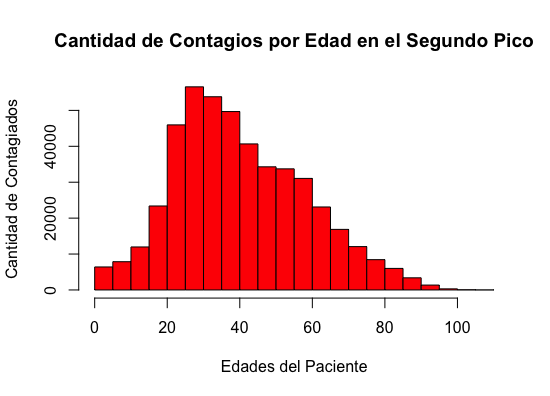 Cantidad de Contagios por Edad en el Segundo Pico
Cantidad de Contagiados
40000
20000
0
0 20 40 60 80 100
Edades del Paciente